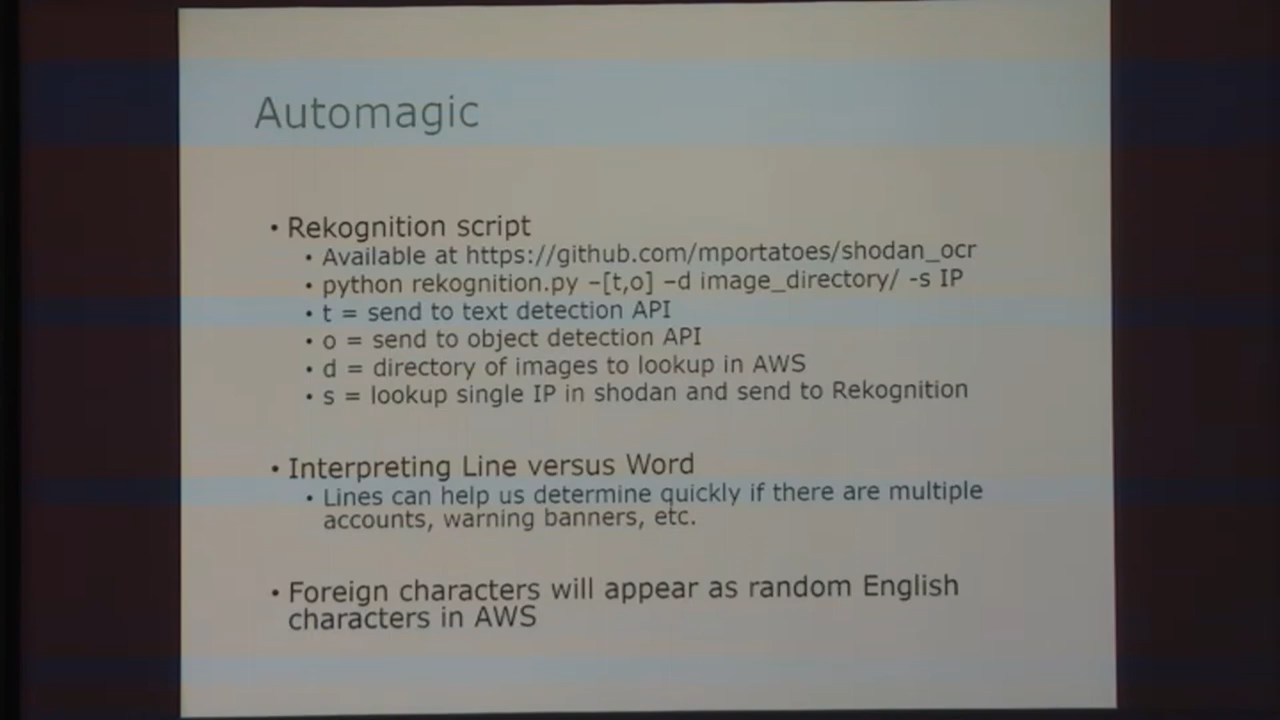 Automagic
• Rekognition script
• Available at https://github.com/mportatoes/shodan_ocr
• python rekognition.py –[t,o] –d image_directory/ -s IP
• t = send to text detection API
• o = send to object detection API
• d = directory of images to lookup in AWS
• s = lookup single IP in shodan and send to Rekognition
• Interpreting Line versus Word
• Lines can help us determine quickly if there are multiple
accounts, warning banners, etc.
• Foreign characters will appear as random English
characters in AWS